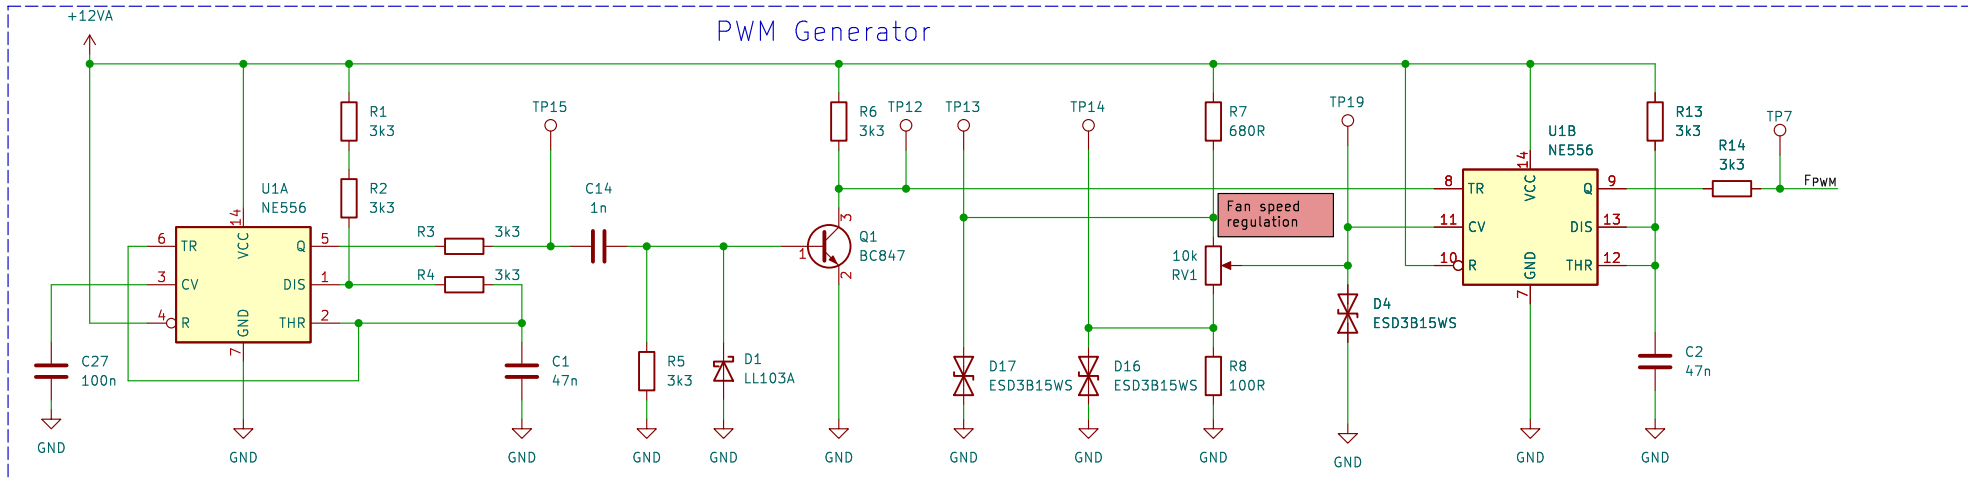 +12VA
PWM Generator
R1
3k3
R2
3k3
TP15
R6
3k3
TP12
TP13
TP14
R7
680R
TP19
U1B
NE556
R13
3k3
TP7
R14
3k3
FPWM
U1A
NE556
14
VCC
6
TR
5
Q
3
CV
1
DIS
4
R
2
THR
GND
7
R3
3k3
R4
3k3
C14
1n
3
1
2
Q1
BC847
Fan speed
regulation
10k
RV1
14
VCC
8
TR
9
Q
11
CV
13
DIS
10
R
12
THR
GND
7
D4
ESD3B15WS
C27
100n
C1
47n
R5
3k3
D1
LL103A
D17
ESD3B15WS
D16
ESD3B15WS
R8
100R
C2
47n
GND
GND
GND
GND
GND
GND
GND
GND
GND
GND
GND
GND